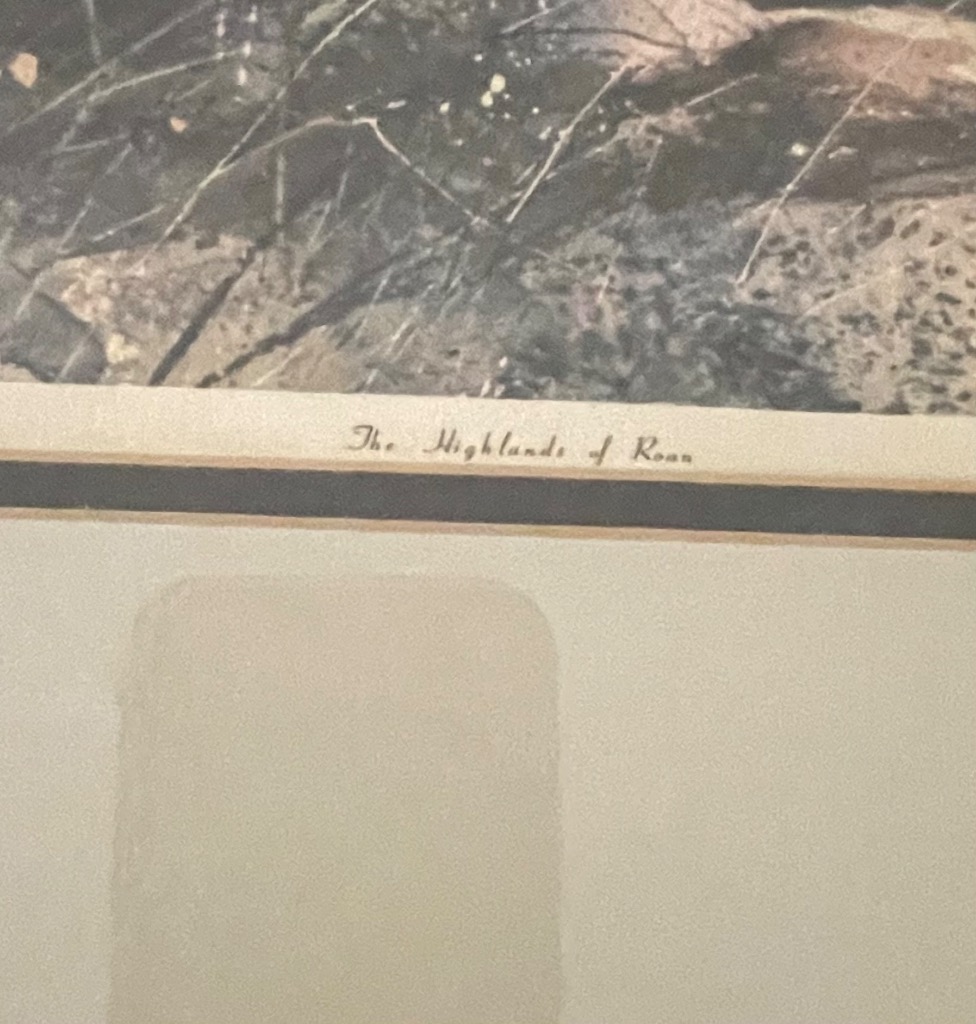 The Highlands of Roan